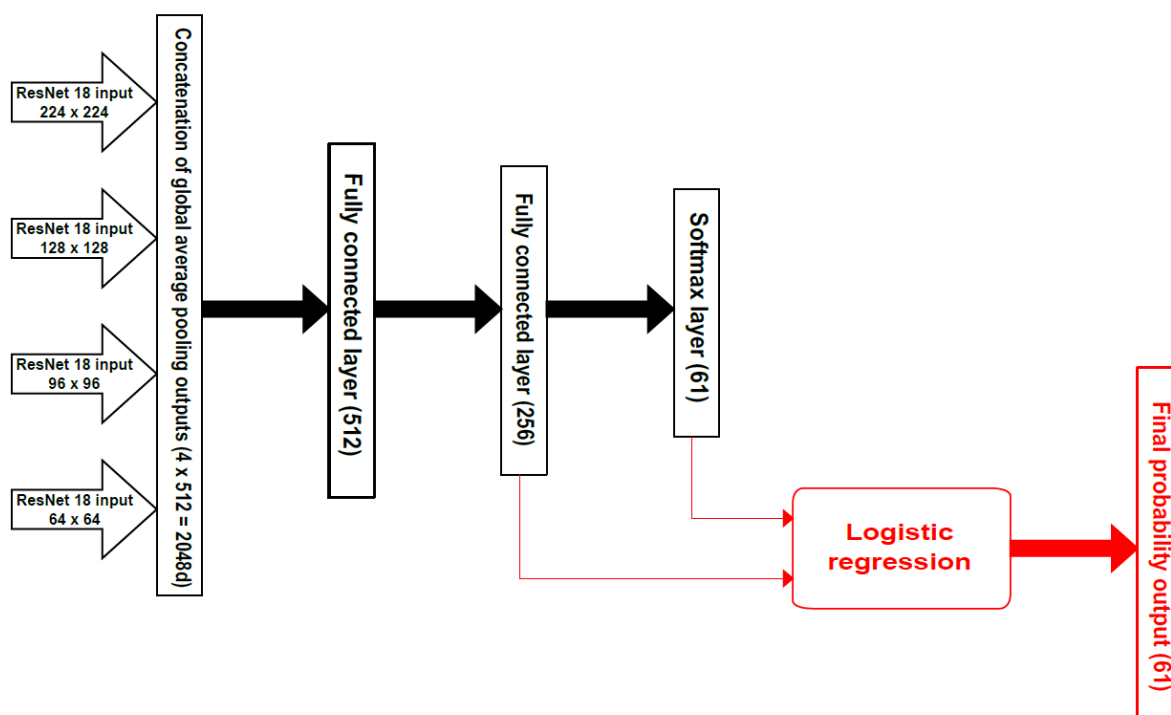 ResNet 18 input
224 x 224
ResNet 18 input
128 x 128
ResNet 18 input
96 x 96
ResNet 18 input
64 x 64
Concatenation of global average pooling outputs (4 x 512 = 2048d)
Fully connected layer (512)
Fully connected layer (256)
Softmax layer (61)
Logistic
regression
Final probability output (61)